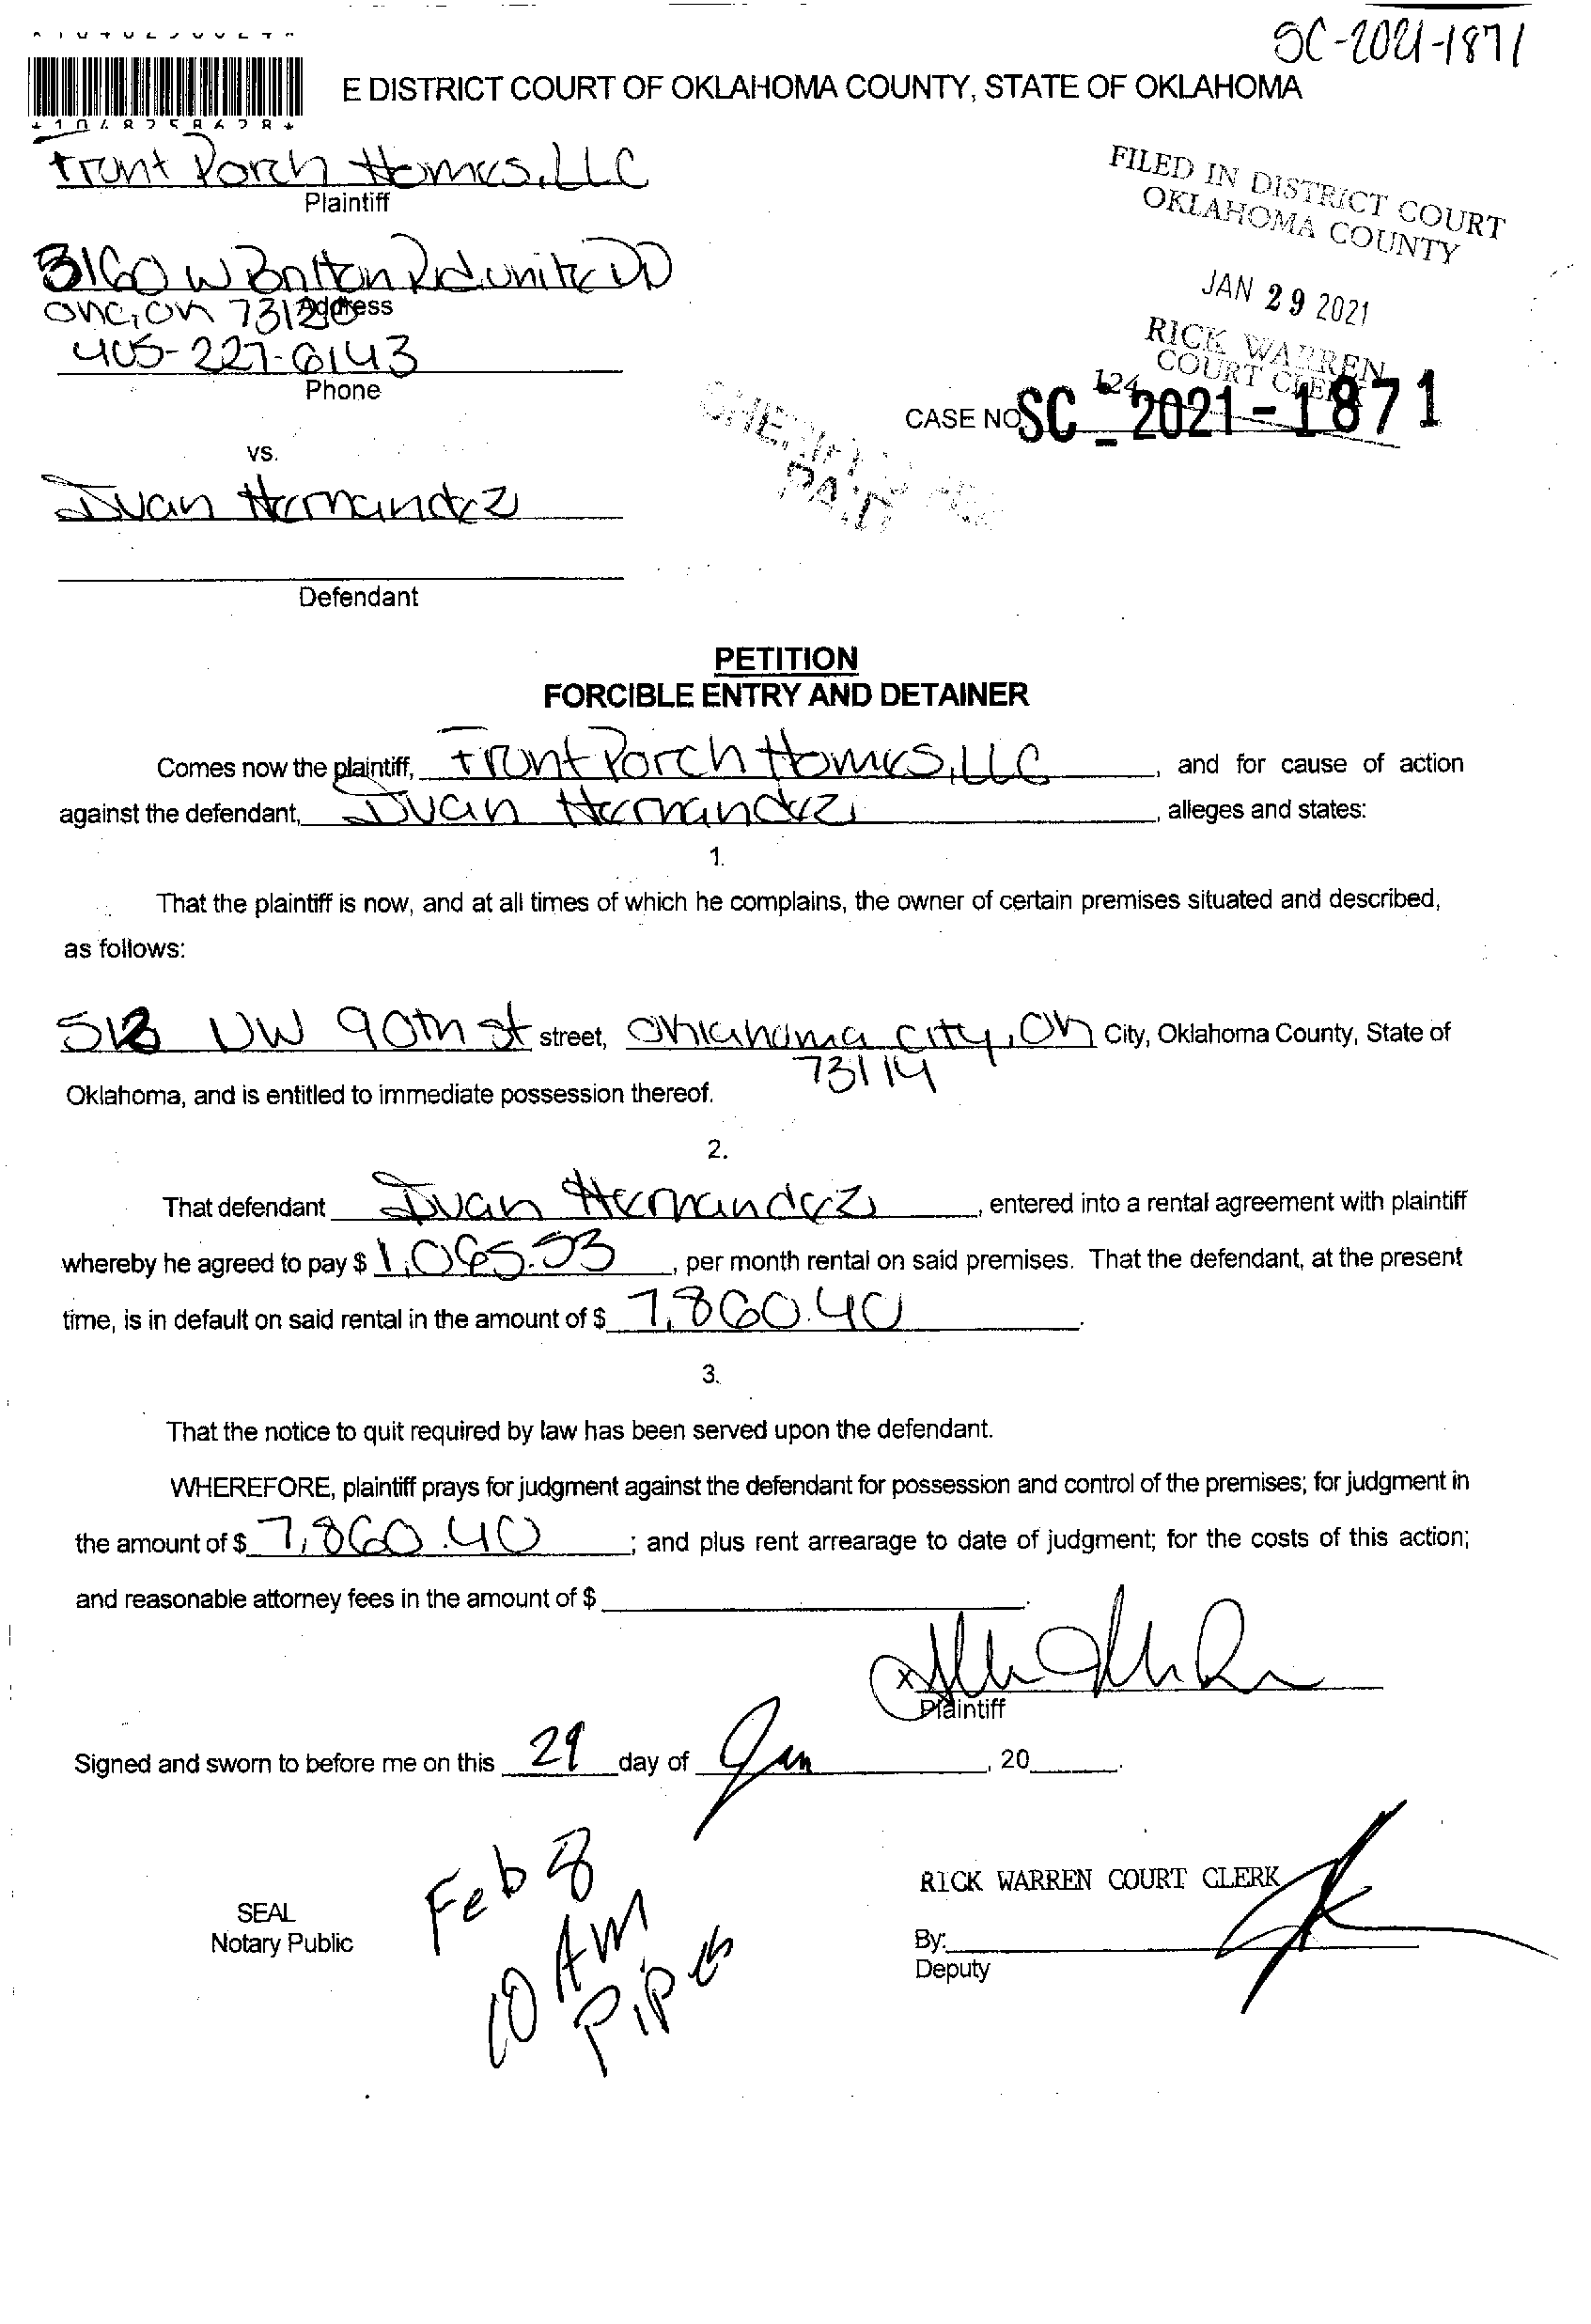 SC-2021-1871
E DISTRICT COURT OF OKLAHOMA COUNTY, STATE OF OKLAHOMA
Front Porch Homes, LLC
Plaintiff
FILED IN DISTRICT COURT
OKLAHOMA COUNTY
3160 W Britton Rd unite DD
OKC, OK 73120
Address
JAN 29 2021
405-227-6143
Phone
RICK WARREN
COURT CLERK
124
CASE NO. SC - 2021 - 1871
PAID
vs.
Juan Hernandez
Defendant
PETITION
FORCIBLE ENTRY AND DETAINER
Comes now the plaintiff, Front Porch Homes, LLC, and for cause of action
against the defendant, Juan Hernandez, alleges and states:
1.
That the plaintiff is now, and at all times of which he complains, the owner of certain premises situated and described,
as follows:
NW 90th st street, Oklahoma City, OK City, Oklahoma County, State of
73114
Oklahoma, and is entitled to immediate possession thereof.
2.
That defendant Juan Hernandez, entered into a rental agreement with plaintiff
whereby he agreed to pay $ , per month rental on said premises. That the defendant, at the present
time, is in default on said rental in the amount of $ 7,860.40.
3.
That the notice to quit required by law has been served upon the defendant.
WHEREFORE, plaintiff prays for judgment against the defendant for possession and control of the premises; for judgment in
the amount of $ 7,860.40; and plus rent arrearage to date of judgment; for the costs of this action;
and reasonable attorney fees in the amount of $ .
x
Plaintiff
Signed and sworn to before me on this 29 day of Jan, 20 .
Feb 8
10 AM
SEAL
Notary Public
RICK WARREN COURT CLERK
By:
Deputy